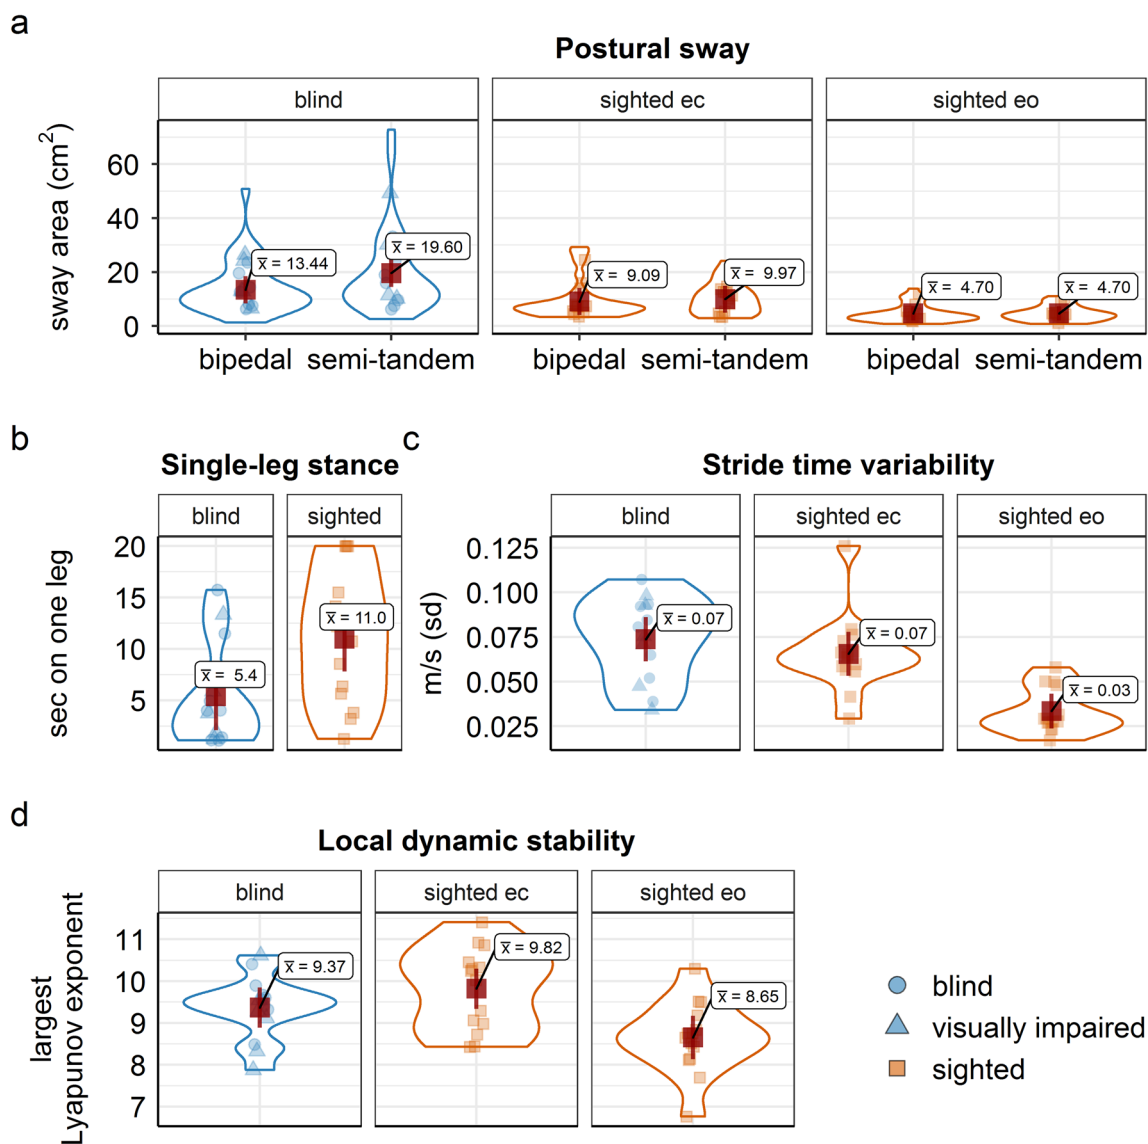 a
Postural sway
blind
sighted ec
sighted eo
sway area (cm²)
60
40
20
0
x̅ = 13.44
x̅ = 19.60
x̅ = 9.09
x̅ = 9.97
x̅ = 4.70
x̅ = 4.70
bipedal semi-tandem
bipedal semi-tandem
bipedal semi-tandem
b
Single-leg stance
blind
sighted
sec on one leg
20
15
10
5
x̅ = 5.4
x̅ = 11.0
c
Stride time variability
blind
sighted ec
sighted eo
m/s (sd)
0.125
0.100
0.075
0.050
0.025
x̅ = 0.07
x̅ = 0.07
x̅ = 0.03
d
Local dynamic stability
blind
sighted ec
sighted eo
largest
Lyapunov exponent
11
10
9
8
7
x̅ = 9.37
x̅ = 9.82
x̅ = 8.65
blind
visually impaired
sighted